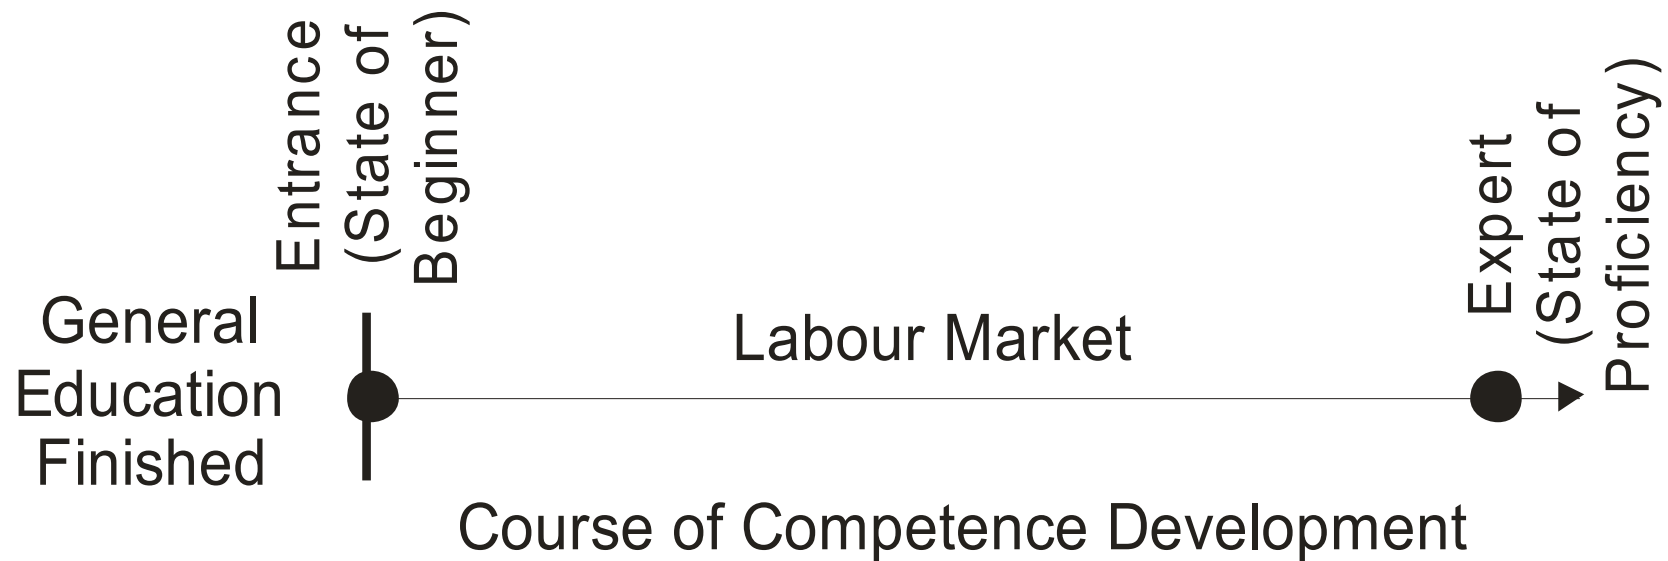 Entrance
(State of
Beginner)
Expert
(State of
Proficiency)
General
Education
Finished
Labour Market
Course of Competence Development